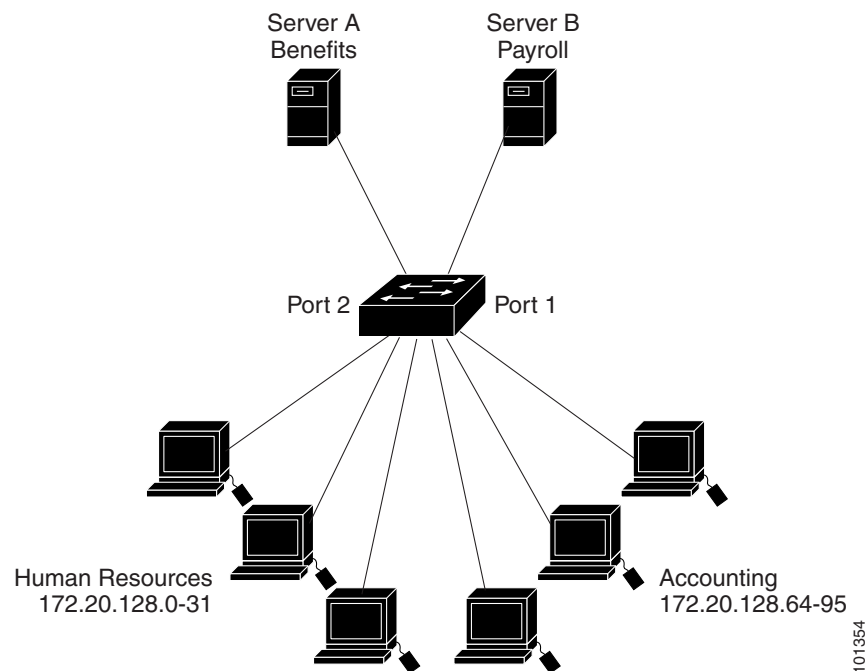 Server A
Benefits
Server B
Payroll
Port 2
Port 1
Human Resources
172.20.128.0-31
Accounting
172.20.128.64-95
101354